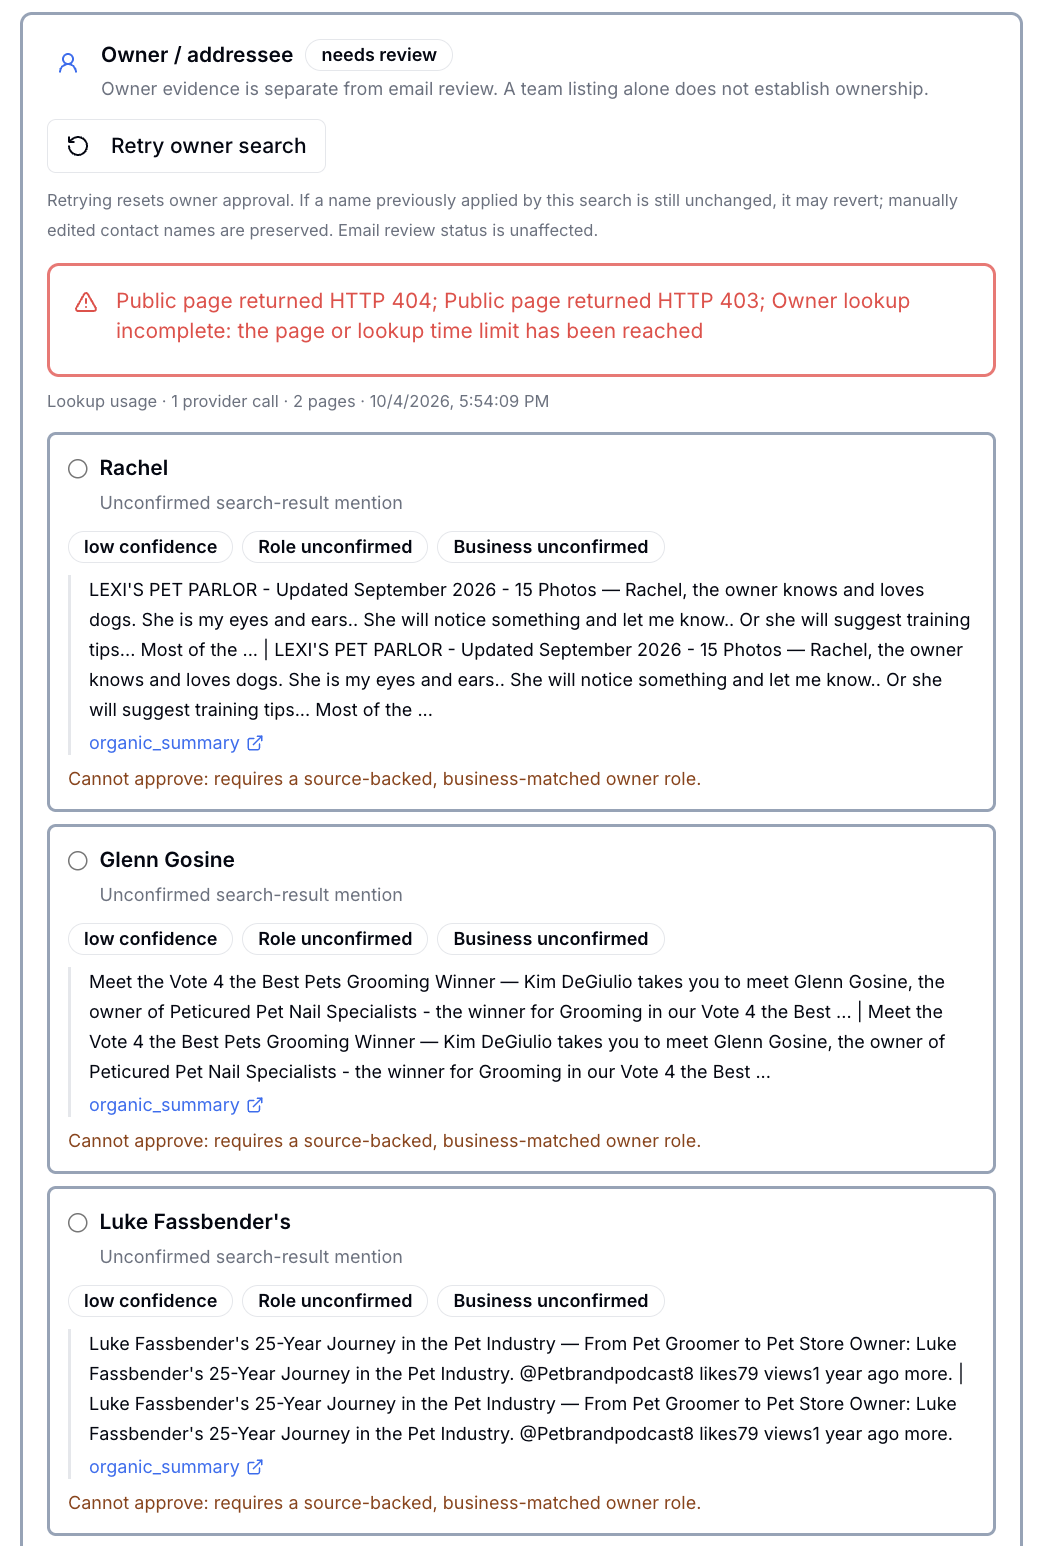 Owner / addressee needs review
Owner evidence is separate from email review. A team listing alone does not establish ownership.
Retry owner search
Retrying resets owner approval. If a name previously applied by this search is still unchanged, it may revert; manually
edited contact names are preserved. Email review status is unaffected.
Public page returned HTTP 404; Public page returned HTTP 403; Owner lookup
incomplete: the page or lookup time limit has been reached
Lookup usage · 1 provider call · 2 pages · 10/4/2026, 5:54:09 PM
Rachel
Unconfirmed search-result mention
low confidence Role unconfirmed Business unconfirmed
LEXI'S PET PARLOR - Updated September 2026 - 15 Photos — Rachel, the owner knows and loves
dogs. She is my eyes and ears.. She will notice something and let me know.. Or she will suggest training
tips... Most of the ... | LEXI'S PET PARLOR - Updated September 2026 - 15 Photos — Rachel, the owner
knows and loves dogs. She is my eyes and ears.. She will notice something and let me know.. Or she
will suggest training tips... Most of the ...
organic_summary
Cannot approve: requires a source-backed, business-matched owner role.
Glenn Gosine
Unconfirmed search-result mention
low confidence Role unconfirmed Business unconfirmed
Meet the Vote 4 the Best Pets Grooming Winner — Kim DeGiulio takes you to meet Glenn Gosine, the
owner of Peticured Pet Nail Specialists - the winner for Grooming in our Vote 4 the Best ... | Meet the
Vote 4 the Best Pets Grooming Winner — Kim DeGiulio takes you to meet Glenn Gosine, the owner of
Peticured Pet Nail Specialists - the winner for Grooming in our Vote 4 the Best ...
organic_summary
Cannot approve: requires a source-backed, business-matched owner role.
Luke Fassbender's
Unconfirmed search-result mention
low confidence Role unconfirmed Business unconfirmed
Luke Fassbender's 25-Year Journey in the Pet Industry — From Pet Groomer to Pet Store Owner: Luke
Fassbender's 25-Year Journey in the Pet Industry. @Petbrandpodcast8 likes79 views1 year ago more. |
Luke Fassbender's 25-Year Journey in the Pet Industry — From Pet Groomer to Pet Store Owner: Luke
Fassbender's 25-Year Journey in the Pet Industry. @Petbrandpodcast8 likes79 views1 year ago more.
organic_summary
Cannot approve: requires a source-backed, business-matched owner role.